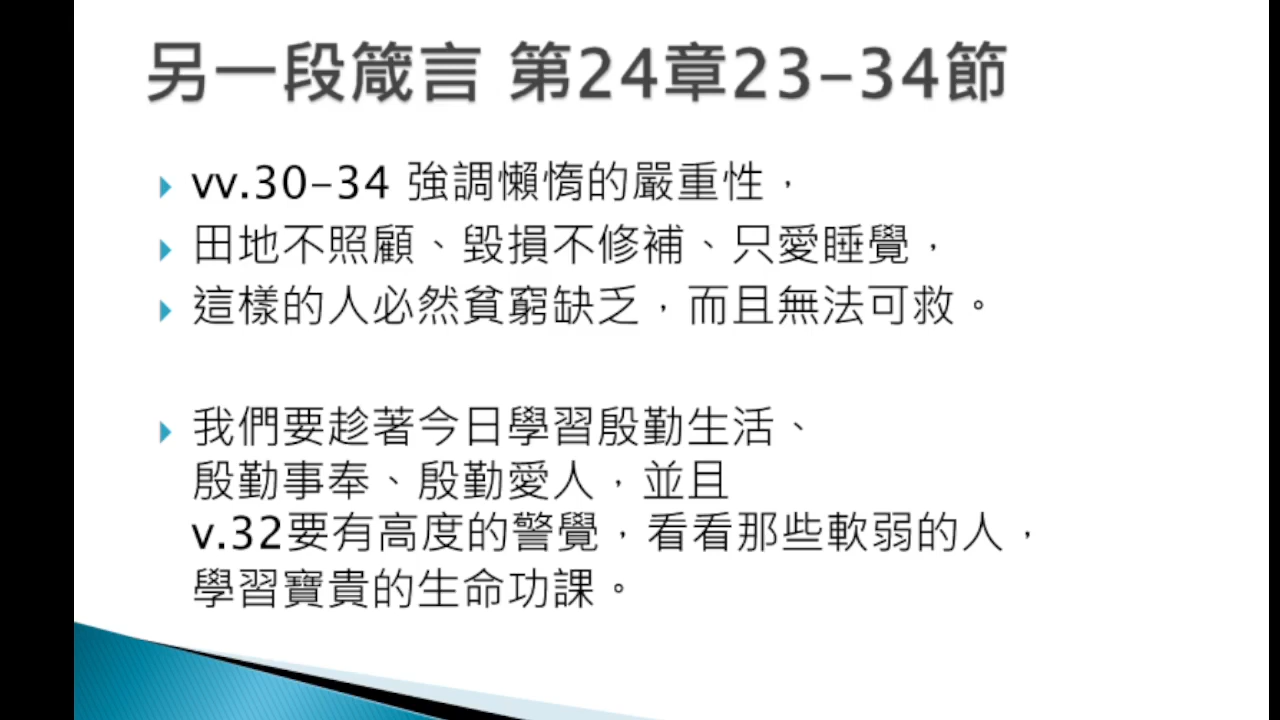 另一段箴言 第24章23-34節
vv.30-34 強調懶惰的嚴重性，
田地不照顧、毀損不修補、只愛睡覺，
這樣的人必然貧窮缺乏，而且無法可救。
我們要趁著今日學習殷勤生活、
殷勤事奉、殷勤愛人，並且
v.32要有高度的警覺，看看那些軟弱的人，
學習寶貴的生命功課。